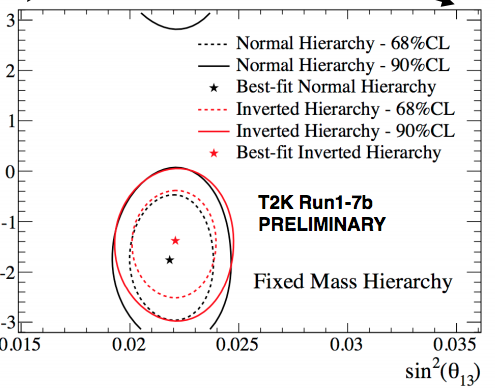 3
2
1
0
-1
-2
-3
Normal Hierarchy - 68%CL
Normal Hierarchy - 90%CL
Best-fit Normal Hierarchy
Inverted Hierarchy - 68%CL
Inverted Hierarchy - 90%CL
Best-fit Inverted Hierarchy
T2K Run1-7b
PRELIMINARY
Fixed Mass Hierarchy
0.015 0.02 0.025 0.03 0.035
sin²(θ₁₃)